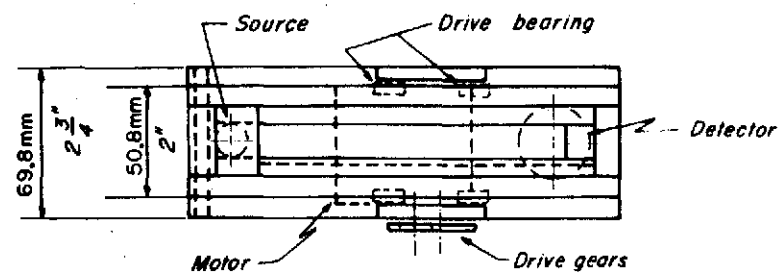 Source
Drive bearing
69.8mm
2 3/4"
50.8mm
2"
Detector
Motor
Drive gears